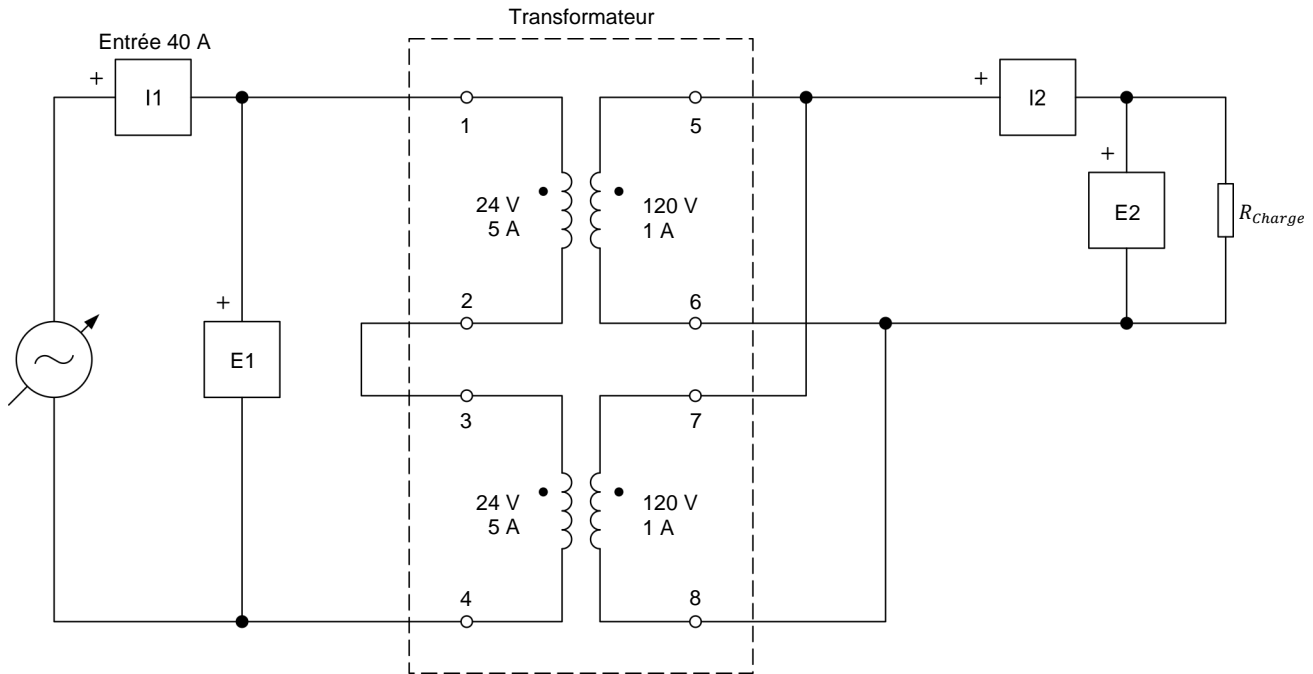 Transformateur
Entrée 40 A
+
I1
1
5
+
I2
24 V
5 A
120 V
1 A
+
E2
R_Charge
2
6
+
E1
3
7
24 V
5 A
120 V
1 A
4
8